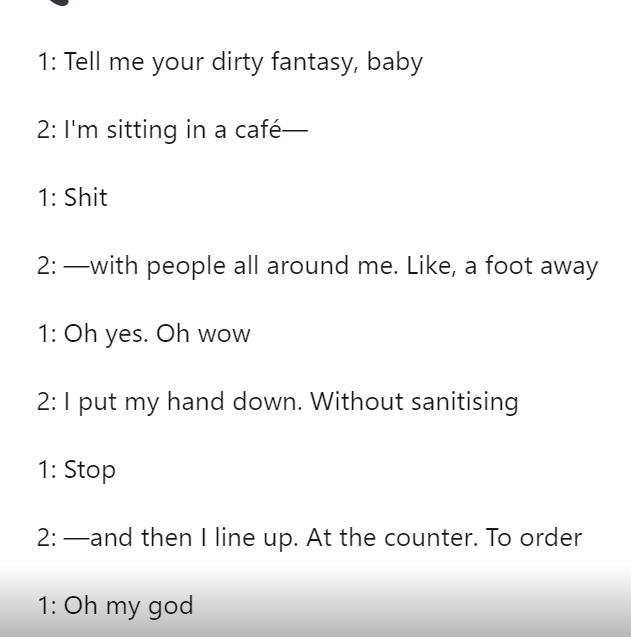 1: Tell me your dirty fantasy, baby
2: I'm sitting in a café—
1: Shit
2: —with people all around me. Like, a foot away
1: Oh yes. Oh wow
2: I put my hand down. Without sanitising
1: Stop
2: —and then I line up. At the counter. To order
1: Oh my god